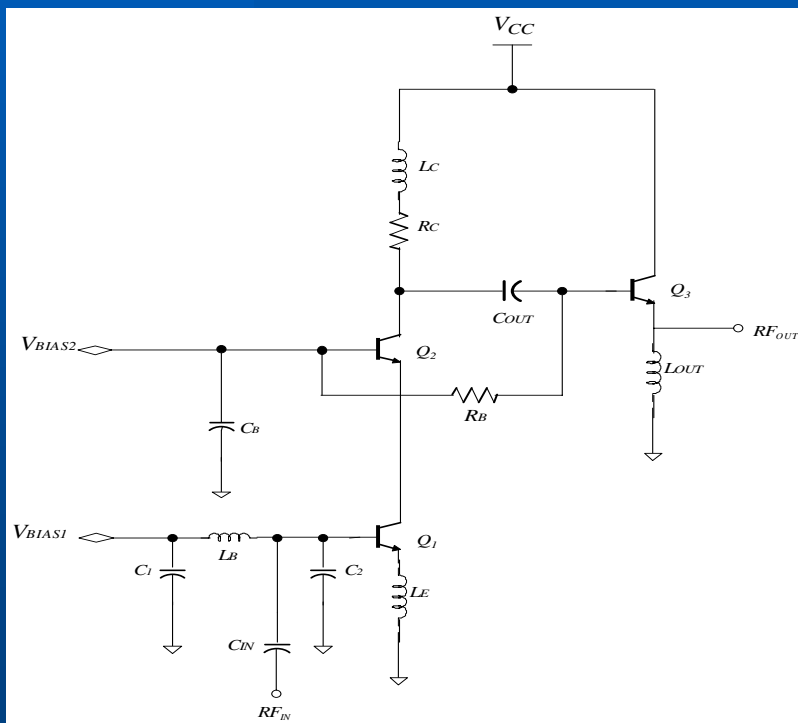 VCC
LC
RC
Q3
COUT
RFOUT
VBIAS2
Q2
LOUT
RB
CB
VBIAS1
Q1
LB
C1
C2
LE
CIN
RFIN